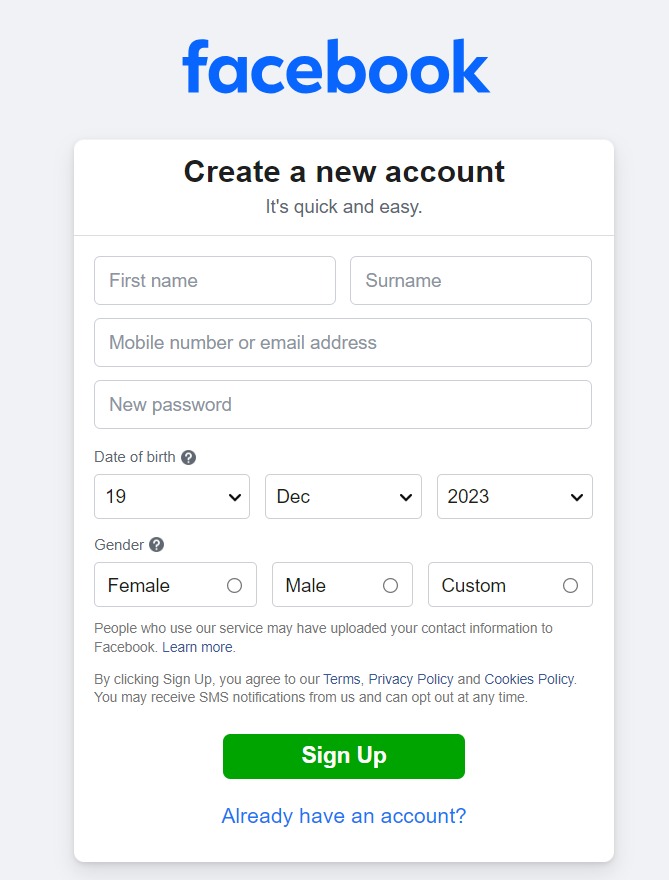 facebook
Create a new account
It's quick and easy.
First name Surname
Mobile number or email address
New password
Date of birth ?
19 Dec 2023
Gender ?
Female Male Custom
People who use our service may have uploaded your contact information to
Facebook. Learn more.
By clicking Sign Up, you agree to our Terms, Privacy Policy and Cookies Policy.
You may receive SMS notifications from us and can opt out at any time.
Sign Up
Already have an account?